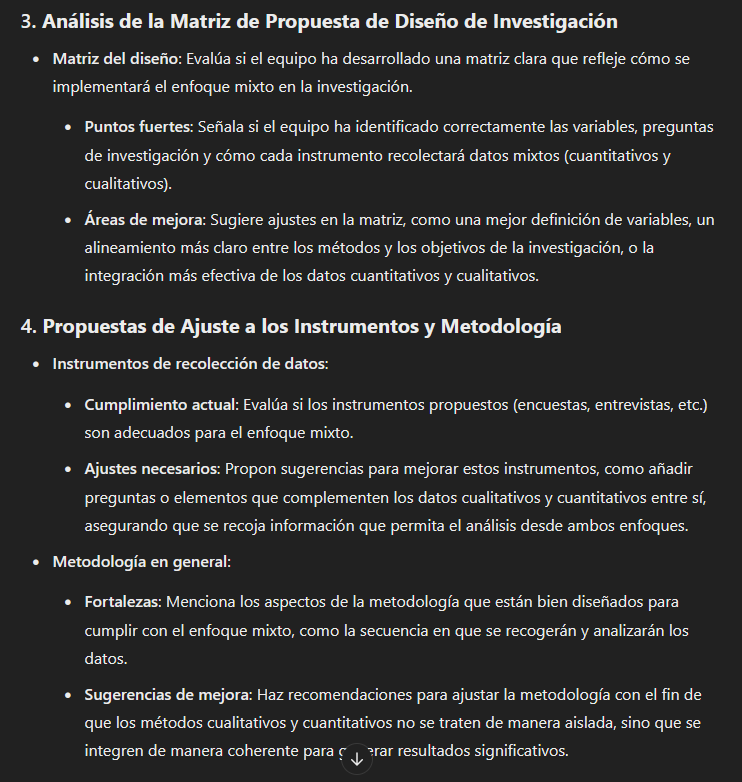 3. Análisis de la Matriz de Propuesta de Diseño de Investigación
• Matriz del diseño: Evalúa si el equipo ha desarrollado una matriz clara que refleje cómo se
implementará el enfoque mixto en la investigación.
• Puntos fuertes: Señala si el equipo ha identificado correctamente las variables, preguntas
de investigación y cómo cada instrumento recolectará datos mixtos (cuantitativos y
cualitativos).
• Áreas de mejora: Sugiere ajustes en la matriz, como una mejor definición de variables, un
alineamiento más claro entre los métodos y los objetivos de la investigación, o la
integración más efectiva de los datos cuantitativos y cualitativos.
4. Propuestas de Ajuste a los Instrumentos y Metodología
• Instrumentos de recolección de datos:
• Cumplimiento actual: Evalúa si los instrumentos propuestos (encuestas, entrevistas, etc.)
son adecuados para el enfoque mixto.
• Ajustes necesarios: Propon sugerencias para mejorar estos instrumentos, como añadir
preguntas o elementos que complementen los datos cualitativos y cuantitativos entre sí,
asegurando que se recoja información que permita el análisis desde ambos enfoques.
• Metodología en general:
• Fortalezas: Menciona los aspectos de la metodología que están bien diseñados para
cumplir con el enfoque mixto, como la secuencia en que se recogerán y analizarán los
datos.
• Sugerencias de mejora: Haz recomendaciones para ajustar la metodología con el fin de
que los métodos cualitativos y cuantitativos no se traten de manera aislada, sino que se
integren de manera coherente para resultados significativos.